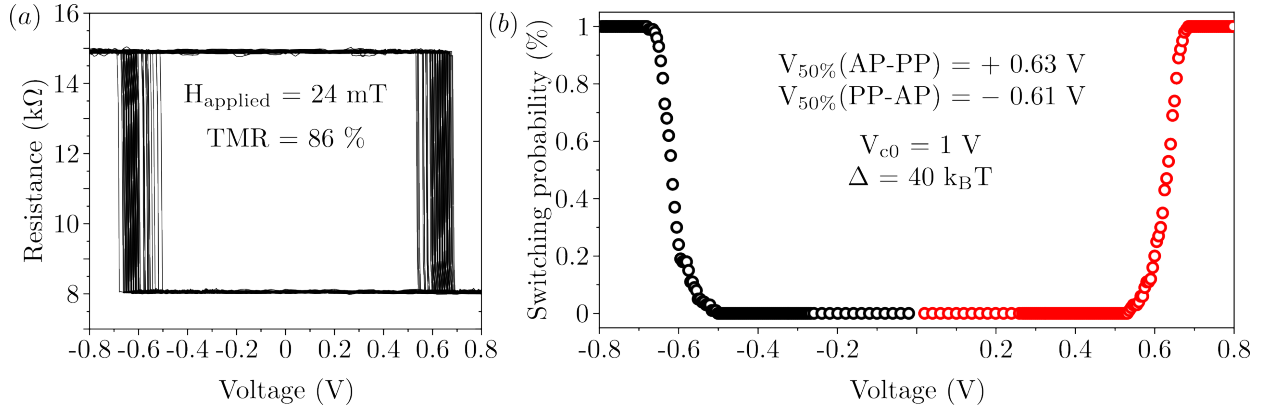 (a)
16
14
12
10
8
Resistance (kΩ)
H_applied = 24 mT
TMR = 86 %
-0.8 -0.6 -0.4 -0.2 0 0.2 0.4 0.6 0.8
Voltage (V)
(b)
1
0.8
0.6
0.4
0.2
0
Switching probability (%)
V_50%(AP-PP) = + 0.63 V
V_50%(PP-AP) = − 0.61 V
V_c0 = 1 V
Δ = 40 k_BT
-0.8 -0.6 -0.4 -0.2 0.2 0.4 0.6 0.8
Voltage (V)